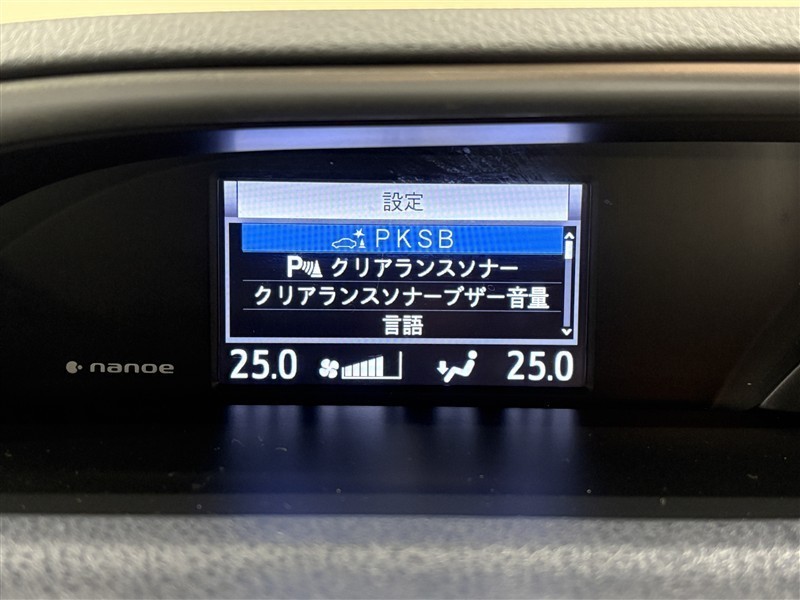 設定
PKSB
P クリアランスソナー
クリアランスソナーブザー音量
言語
nanoe
25.0 25.0